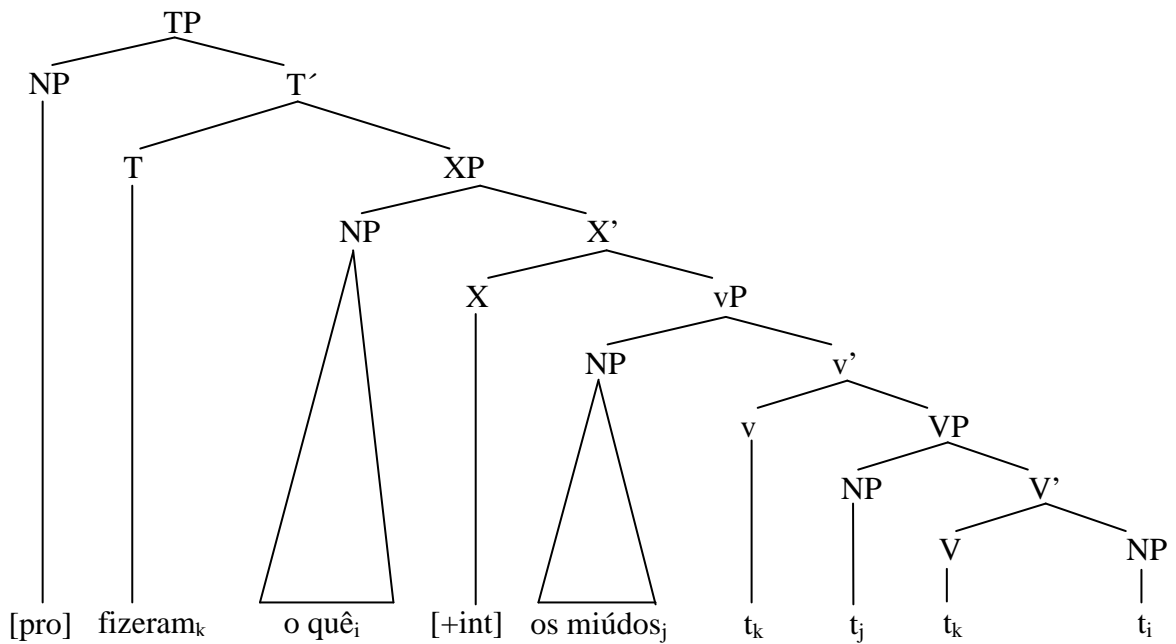 TP
NP T´
T XP
NP X’
X vP
NP v’
v VP
NP V’
V NP
[pro] fizeramₖ o quêᵢ [+int] os miúdosⱼ tₖ tⱼ tₖ tᵢ